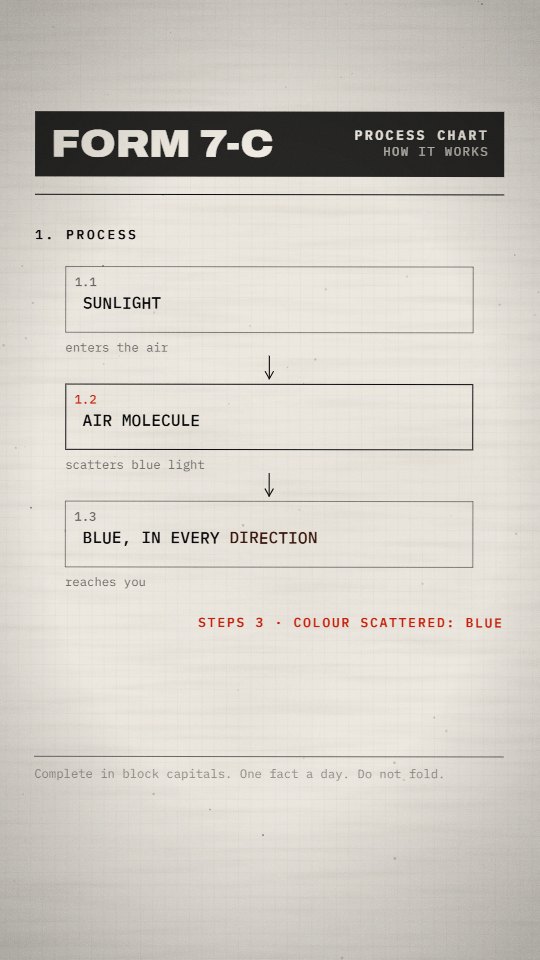 FORM 7-C
PROCESS CHART
HOW IT WORKS
1. PROCESS
1.1
SUNLIGHT
enters the air
1.2
AIR MOLECULE
scatters blue light
1.3
BLUE, IN EVERY DIRECTION
reaches you
STEPS 3 · COLOUR SCATTERED: BLUE
Complete in block capitals. One fact a day. Do not fold.